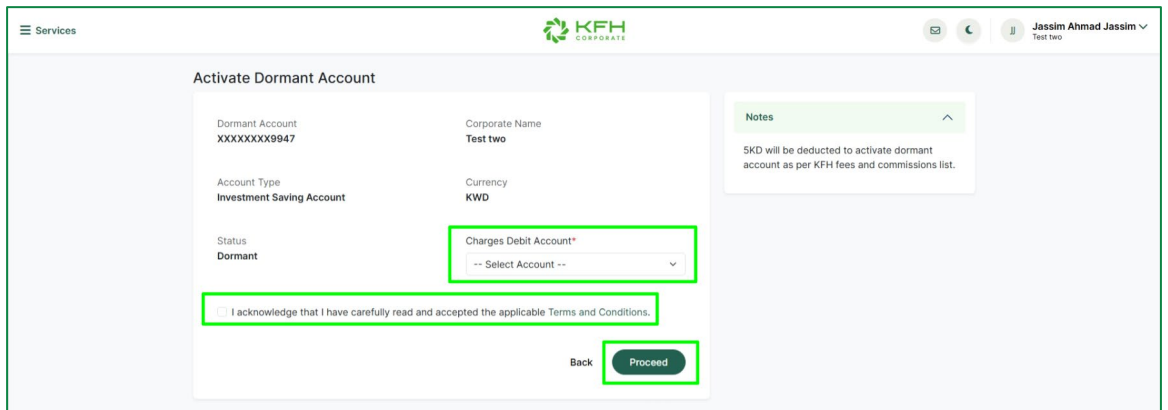 Services
KFH
CORPORATE
JJ
Jassim Ahmad Jassim
Test two
Activate Dormant Account
Dormant Account
XXXXXXXX9947
Corporate Name
Test two
Account Type
Investment Saving Account
Currency
KWD
Status
Dormant
Charges Debit Account*
-- Select Account --
I acknowledge that I have carefully read and accepted the applicable Terms and Conditions.
Back
Proceed
Notes
5KD will be deducted to activate dormant
account as per KFH fees and commissions list.